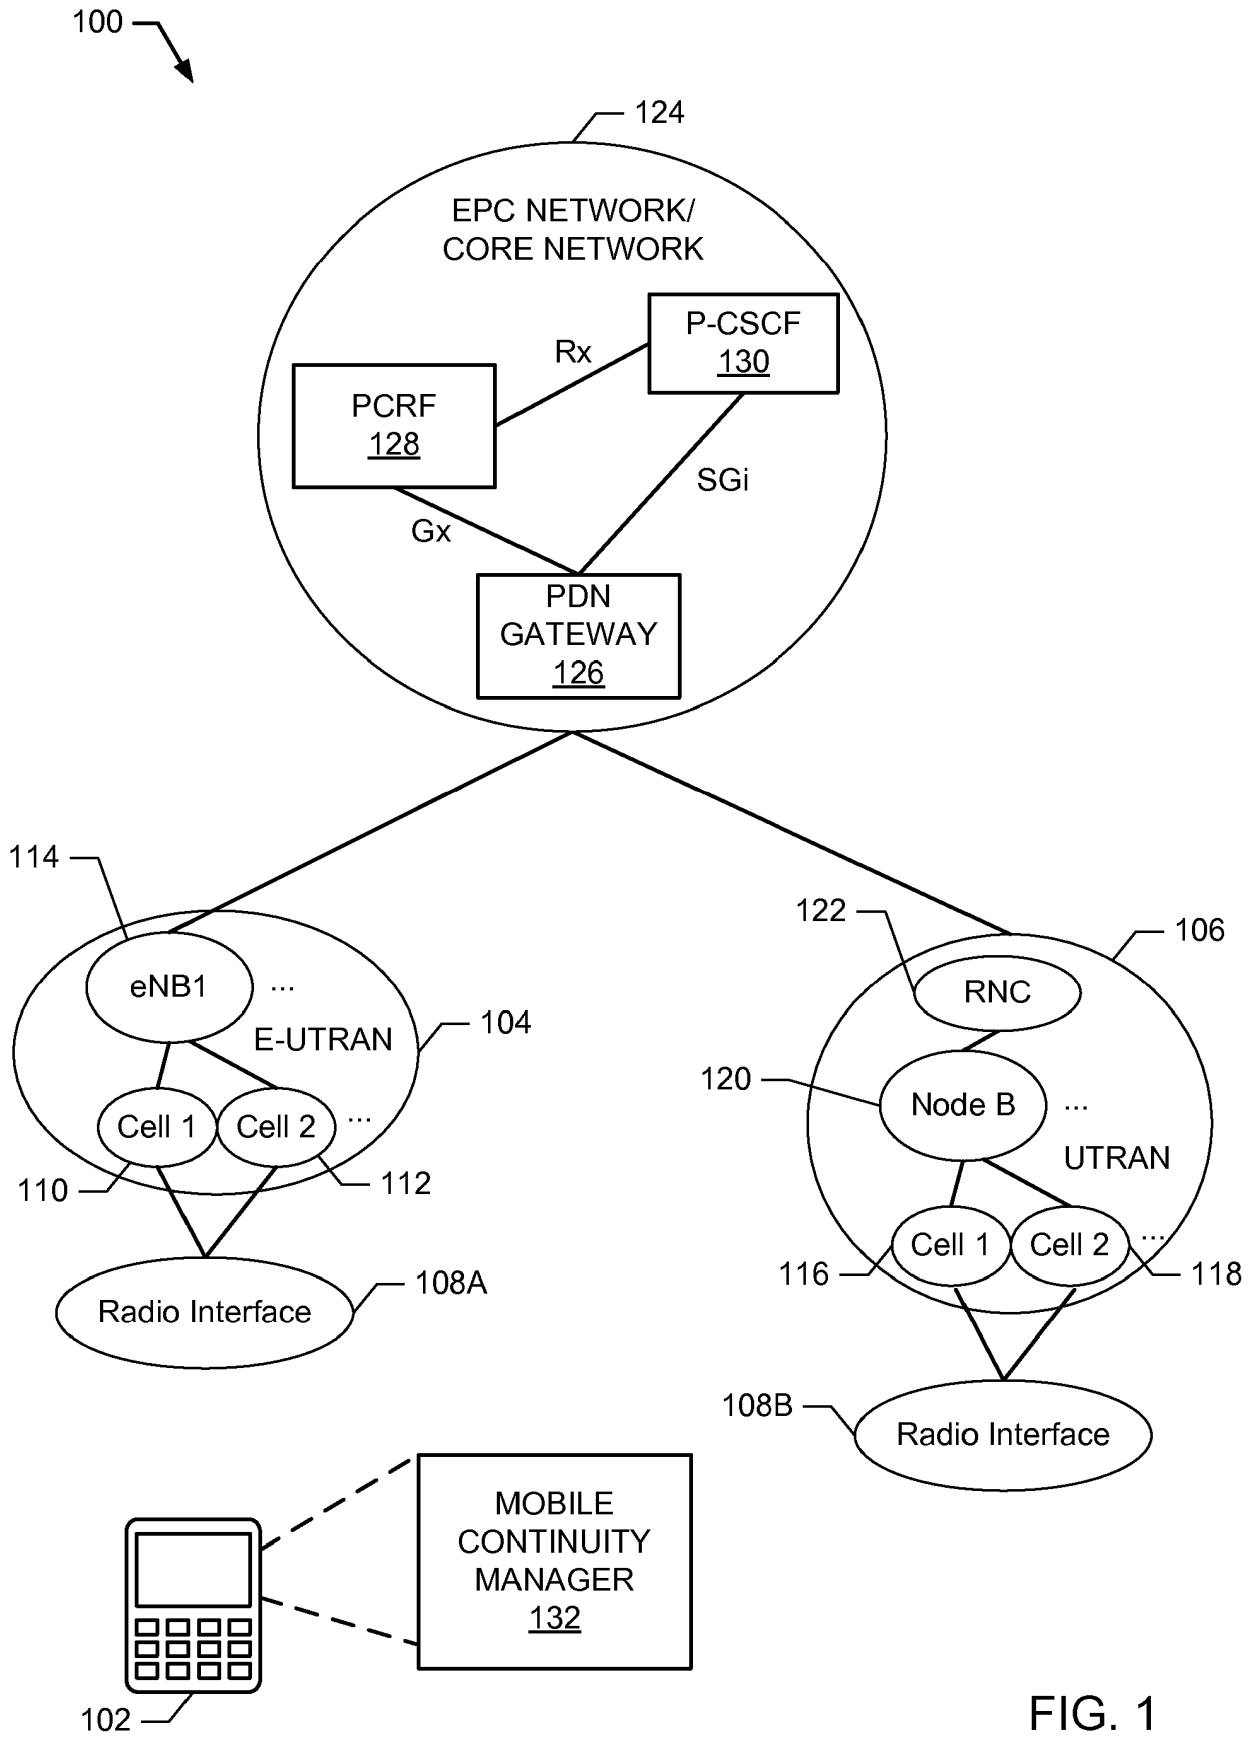 100
124
EPC NETWORK/
CORE NETWORK
P-CSCF
130
Rx
PCRF
128
SGi
Gx
PDN
GATEWAY
126
114
122
106
eNB1
...
RNC
E-UTRAN
104
120
Node B
...
Cell 1
Cell 2
...
UTRAN
110
112
Cell 1
Cell 2
...
116
118
108A
Radio Interface
108B
Radio Interface
MOBILE
CONTINUITY
MANAGER
132
102
FIG. 1